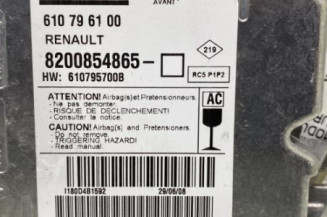 AVANT
610 79 61 00
RENAULT
8200854865-
219
HW: 610795700B
RC5 P1P2
ATTENTION! Airbag(s)et Pretensionneurs.
- Ne pas demonter.
- RISQUE DE DECLENCHEMENT!
- Consulter la notice.
AC
CAUTION! Airbag(s) and Pretensioners.
- Do not remove.
- TRIGGERING HAZARD!
- Read manual.
I180D4B1592
29/06/08